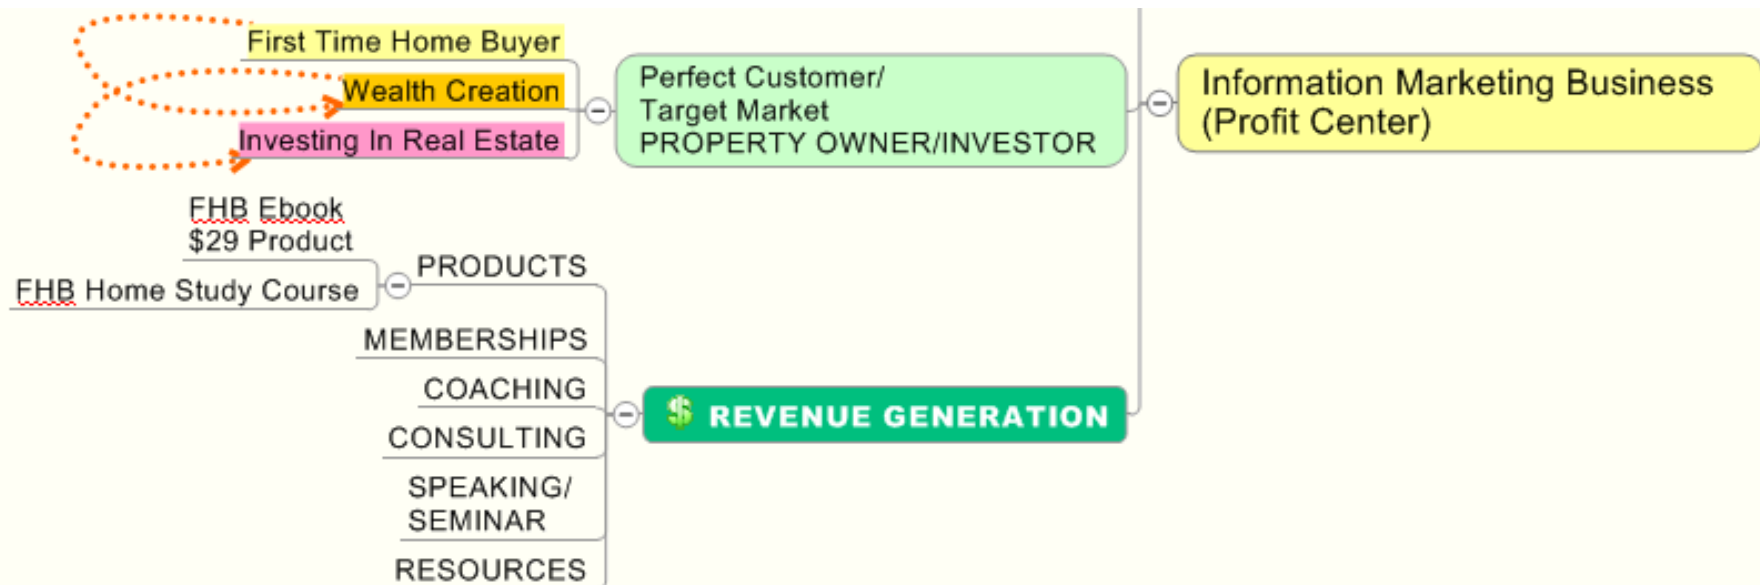 First Time Home Buyer
Wealth Creation
Investing In Real Estate
Perfect Customer/
Target Market
PROPERTY OWNER/INVESTOR
Information Marketing Business
(Profit Center)
FHB Ebook
$29 Product
FHB Home Study Course
PRODUCTS
MEMBERSHIPS
COACHING
CONSULTING
SPEAKING/
SEMINAR
RESOURCES
$ REVENUE GENERATION